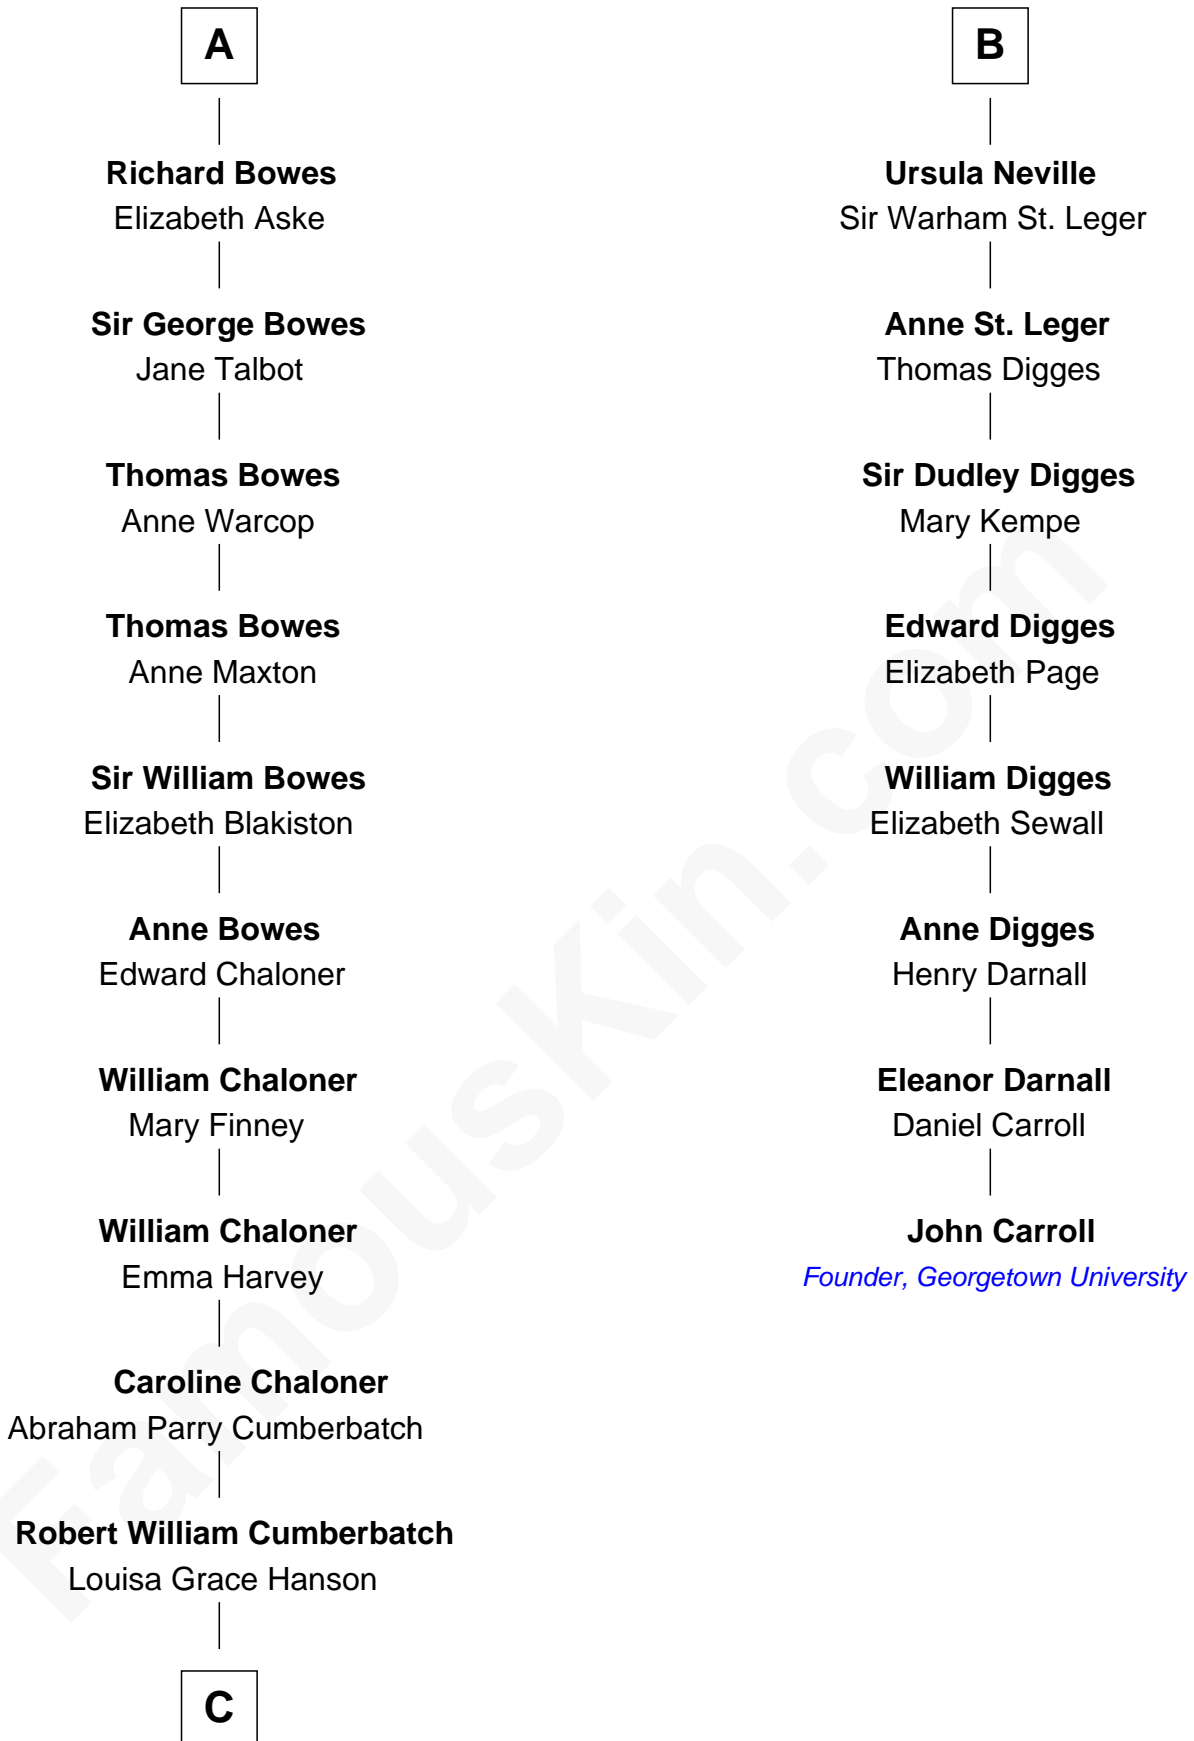 A
Richard Bowes
Elizabeth Aske
Sir George Bowes
Jane Talbot
Thomas Bowes
Anne Warcop
Thomas Bowes
Anne Maxton
Sir William Bowes
Elizabeth Blakiston
Anne Bowes
Edward Chaloner
William Chaloner
Mary Finney
William Chaloner
Emma Harvey
Caroline Chaloner
Abraham Parry Cumberbatch
Robert William Cumberbatch
Louisa Grace Hanson
C
B
Ursula Neville
Sir Warham St. Leger
Anne St. Leger
Thomas Digges
Sir Dudley Digges
Mary Kempe
Edward Digges
Elizabeth Page
William Digges
Elizabeth Sewall
Anne Digges
Henry Darnall
Eleanor Darnall
Daniel Carroll
John Carroll
Founder, Georgetown University
FamousKin.com